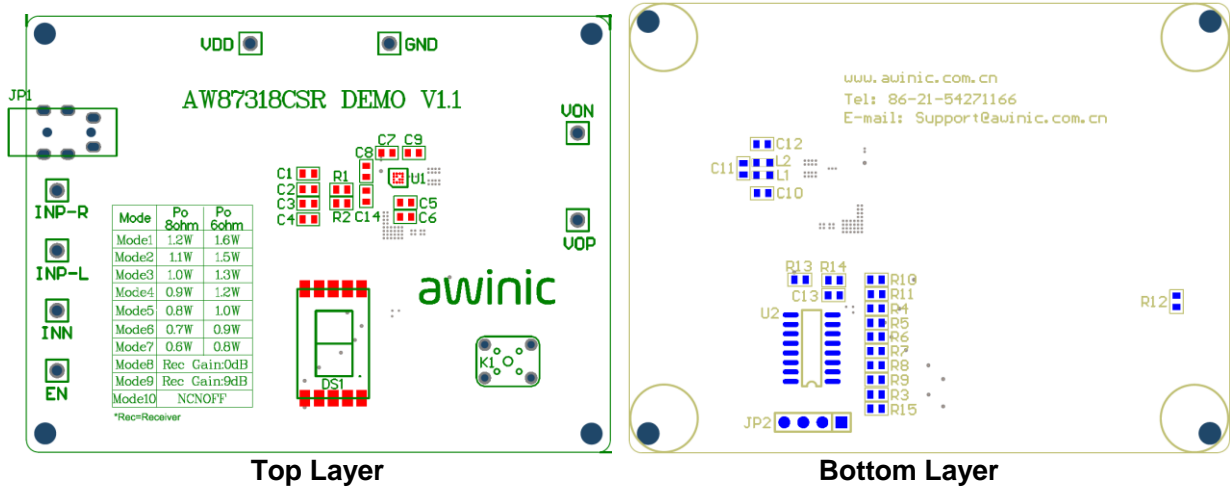 VDD
GND
JP1
AW87318CSR DEMO V1.1
VON
C7 C9
C8
C1
C2
C3
C4
R1
R2
C14
U1
C5
C6
INP-R
INP-L
INN
EN
VOP
Mode Po 8ohm Po 6ohm
Mode1 1.2W 1.6W
Mode2 1.1W 1.5W
Mode3 1.0W 1.3W
Mode4 0.9W 1.2W
Mode5 0.8W 1.0W
Mode6 0.7W 0.9W
Mode7 0.6W 0.8W
Mode8 Rec Gain:0dB
Mode9 Rec Gain:9dB
Mode10 NCNOFF
*Rec=Receiver
awinic
DS1
K1
Top Layer
www.awinic.com.cn
Tel: 86-21-54271166
E-mail: Support@awinic.com.cn
C12
C11
L2
L1
C10
R13 R14
C13
U2
R10
R11
R4
R5
R6
R7
R8
R9
R3
R15
R12
JP2
Bottom Layer